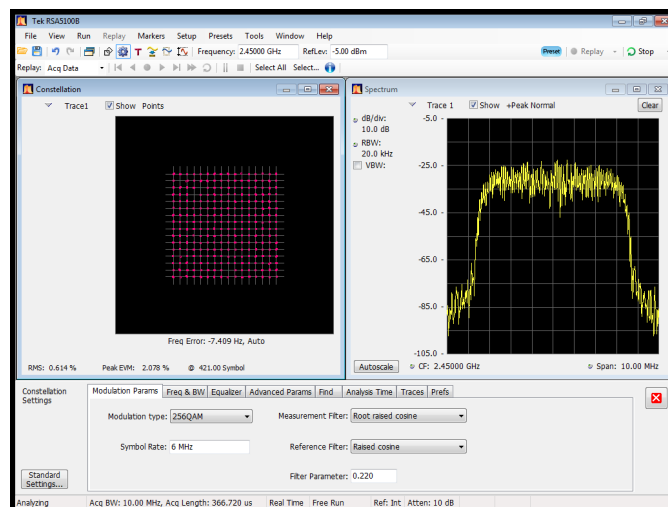 Tek RSA5100B
File View Run Replay Markers Setup Presets Tools Window Help
Frequency: 2.45000 GHz RefLev: -5.00 dBm Preset Replay Stop
Replay: Acq Data Select All Select...
Constellation
Trace1 Show Points
Freq Error: -7.409 Hz, Auto
RMS: 0.614 % Peak EVM: 2.078 % @ 421.00 Symbol
Spectrum
Trace 1 Show +Peak Normal Clear
dB/div:
10.0 dB
RBW:
20.0 kHz
VBW:
-5.0
-25.0
-45.0
-65.0
-85.0
-105.0
Autoscale CF: 2.45000 GHz Span: 10.00 MHz
Constellation
Settings
Modulation Params Freq & BW Equalizer Advanced Params Find Analysis Time Traces Prefs
Modulation type: 256QAM Measurement Filter: Root raised cosine
Symbol Rate: 6 MHz Reference Filter: Raised cosine
Filter Parameter: 0.220
Standard
Settings...
Analyzing Acq BW: 10.00 MHz, Acq Length: 366.720 us Real Time Free Run Ref: Int Atten: 10 dB